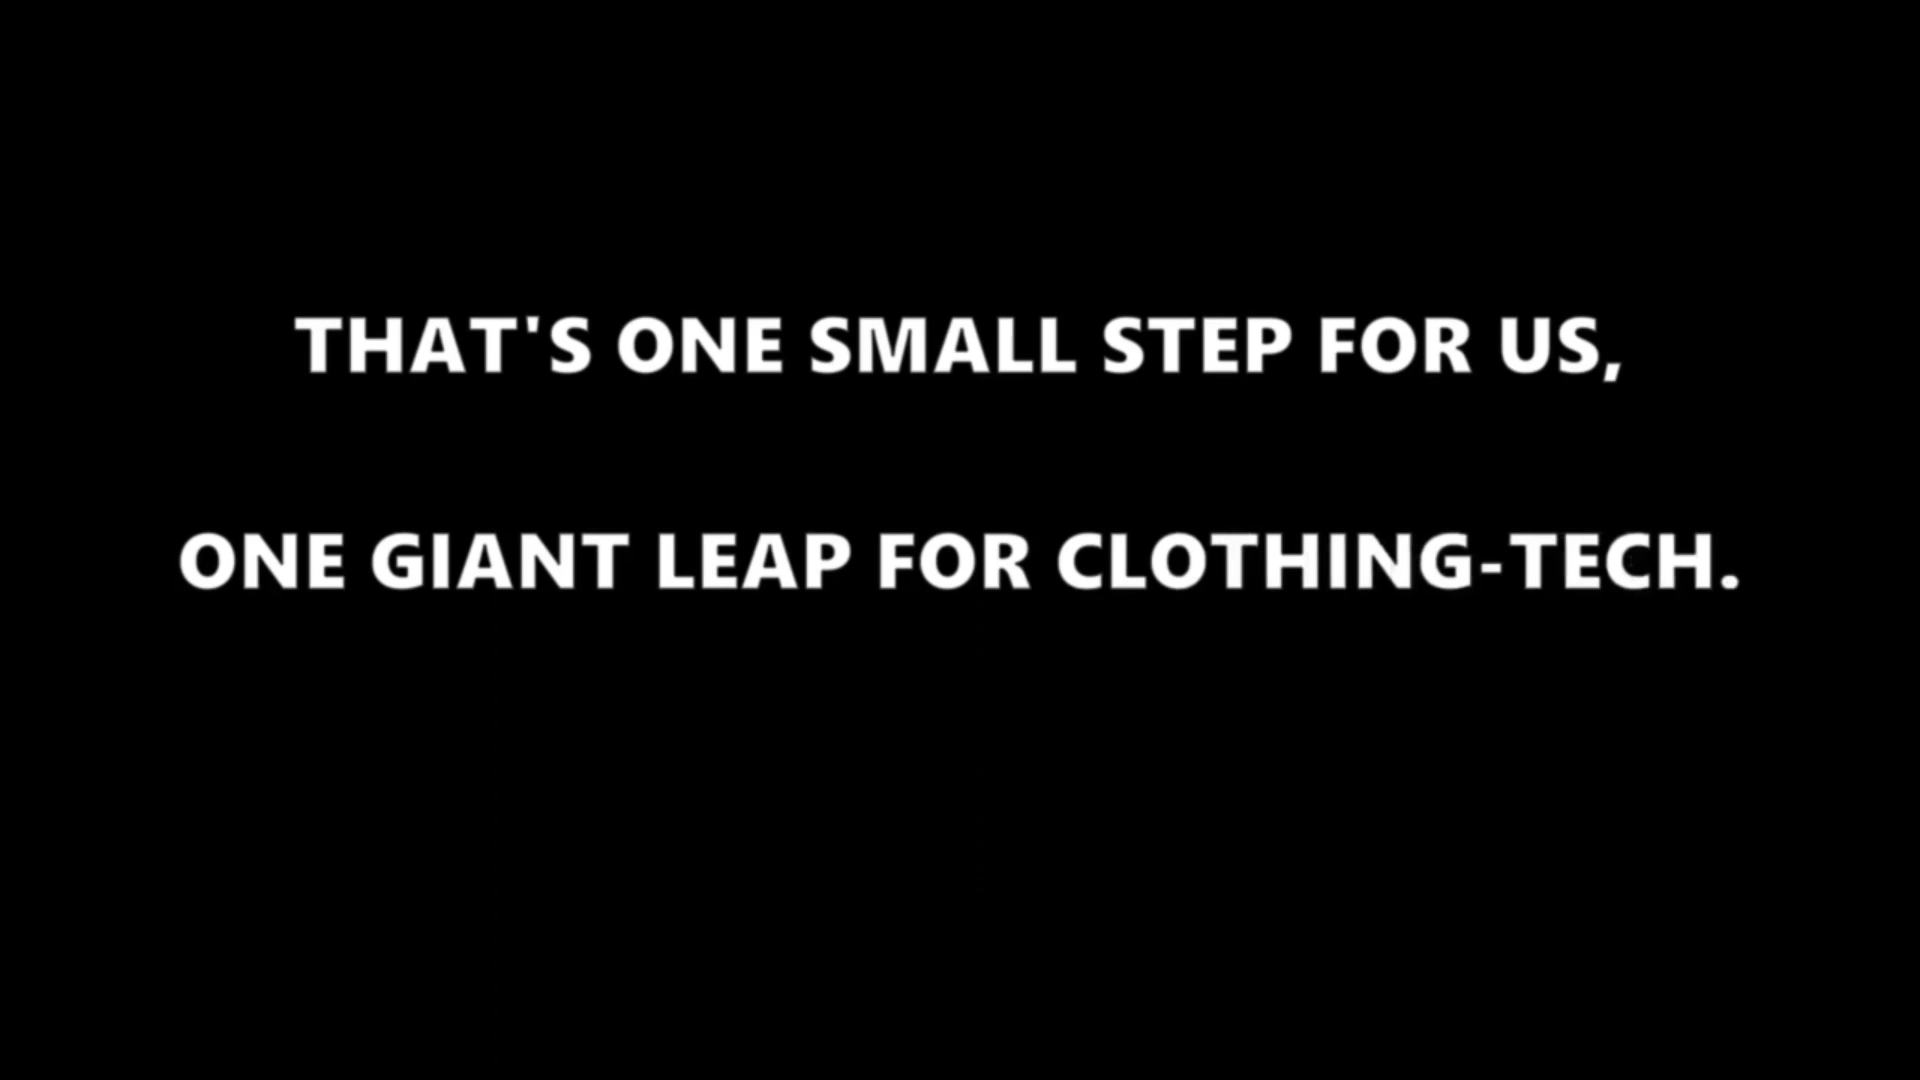 THAT'S ONE SMALL STEP FOR US,
ONE GIANT LEAP FOR CLOTHING-TECH.